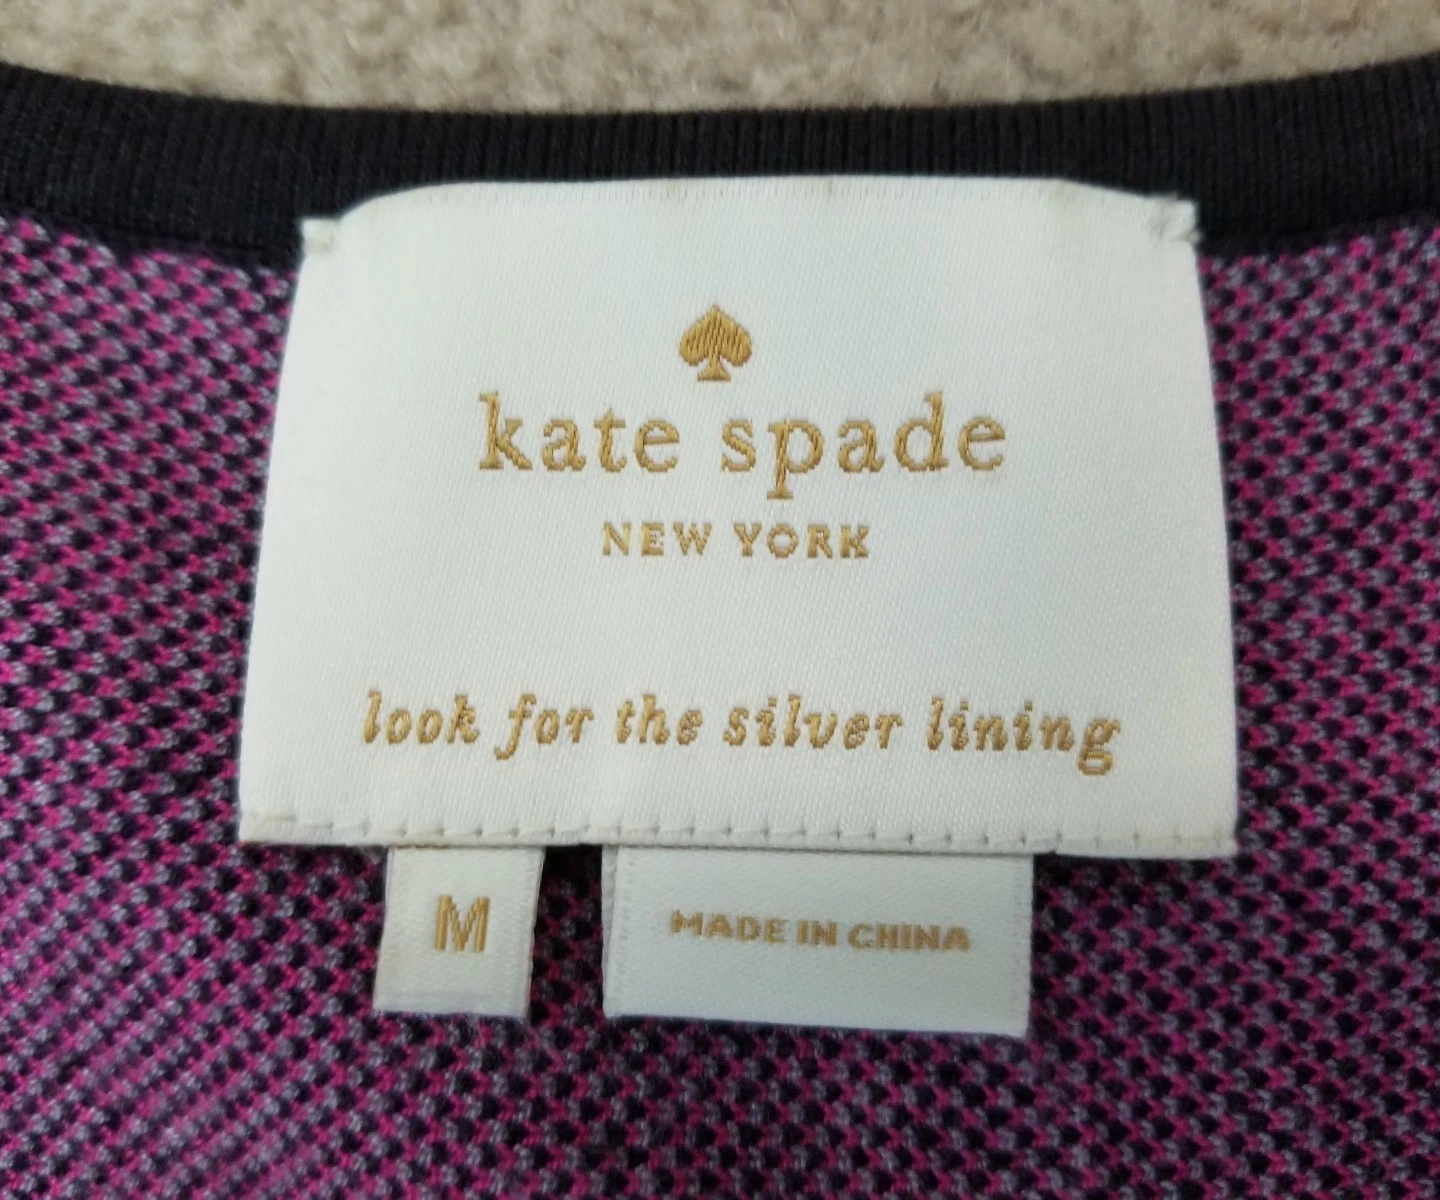 kate spade
NEW YORK
look for the silver lining
M
MADE IN CHINA